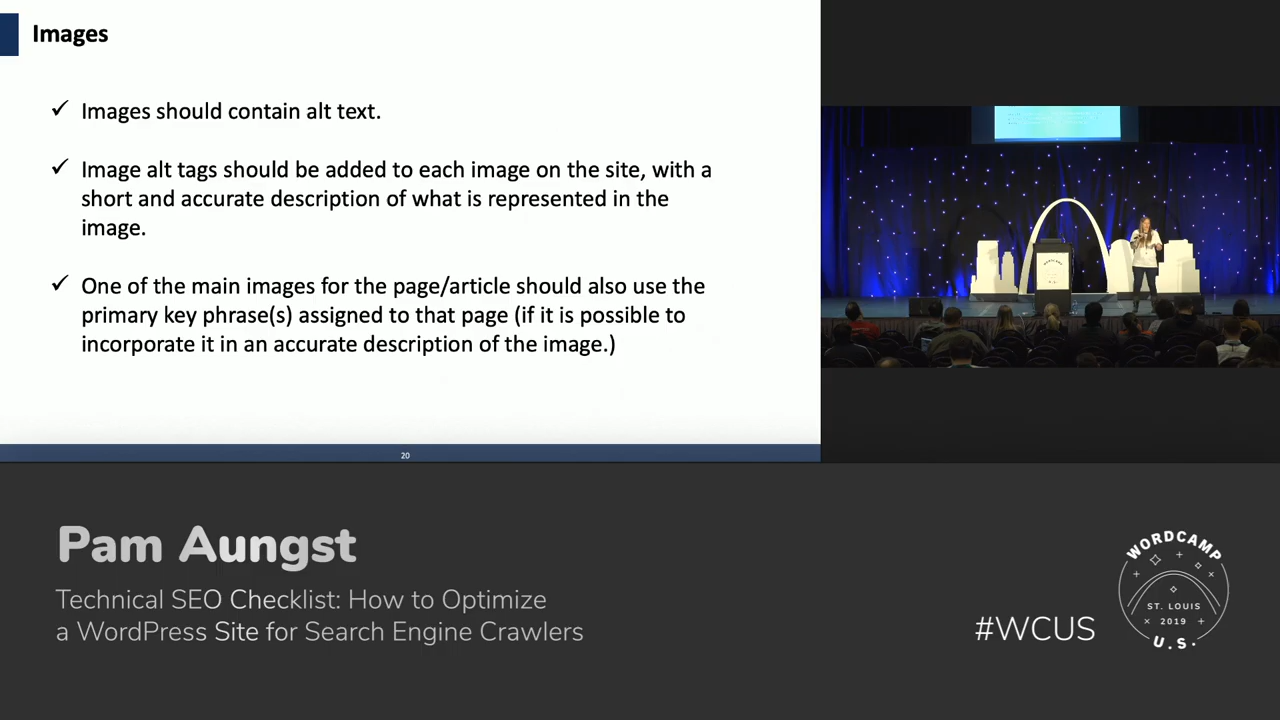 Images
✓ Images should contain alt text.
✓ Image alt tags should be added to each image on the site, with a
short and accurate description of what is represented in the
image.
✓ One of the main images for the page/article should also use the
primary key phrase(s) assigned to that page (if it is possible to
incorporate it in an accurate description of the image.)
20
Pam Aungst
Technical SEO Checklist: How to Optimize
a WordPress Site for Search Engine Crawlers
#WCUS
WORDCAMP
ST. LOUIS
2019
U.S.